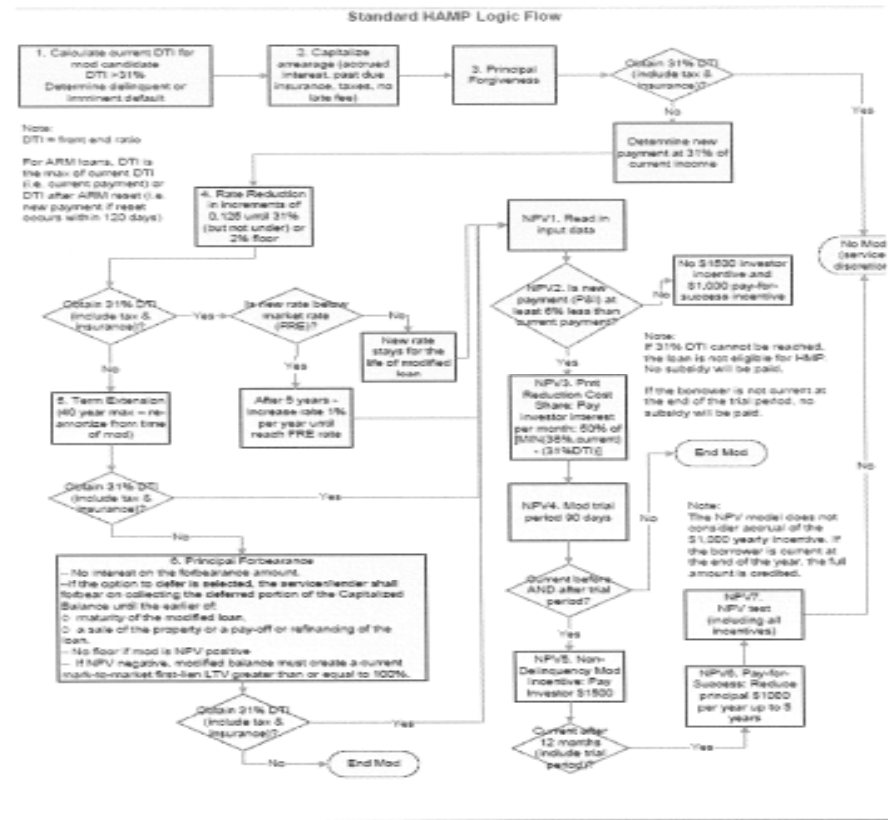 Standard HAMP Logic Flow
1. Calculate current DTI for
mod candidate
DTI >31%
Determine delinquent or
imminent default
2. Capitalize
arrearage (accrued
interest, past due
insurance, taxes, no
late fee)
3. Principal
Forgiveness
Obtain 31% DTI
(include tax &
insurance)?
Yes
No
Note:
DTI = front end ratio
For ARM loans, DTI is
the max of current DTI
(i.e. current payment) or
DTI after ARM reset (i.e.
new payment if reset
occurs within 120 days)
Determine new
payment at 31% of
current income
4. Rate Reduction
in increments of
0.125 until 31%
(but not under) or
2% floor
NPV1. Read in
input data
No Mod
(service
discretion
NPV2. Is new
payment (P&I) at
least 6% less than
current payment?
No
No $1500 investor
incentive and
$1,000 pay-for-
success incentive
Obtain 31% DTI
(include tax &
insurance)?
Yes
Is new rate below
market rate
(FRE)?
No
New rate
stays for the
life of modified
loan
Yes
No
Yes
Note:
If 31% DTI cannot be reached,
the loan is not eligible for HMP.
No subsidy will be paid.
If the borrower is not current at
the end of the trial period, no
subsidy will be paid.
5. Term Extension
(40 year max – re-
amortize from time
of mod)
After 5 years -
increase rate 1%
per year until
reach FRE rate
NPV3. Pmt
Reduction Cost
Share: Pay
Investor Interest
per month: 50% of
[MIN(38%,current)
- (31%DTI)]
End Mod
No
Obtain 31% DTI
(include tax &
insurance)?
Yes
No
NPV4. Mod trial
period 90 days
No
Note:
The NPV model does not
consider accrual of the
$1,000 yearly incentive. If
the borrower is current at
the end of the year, the full
amount is credited.
6. Principal Forbearance
– No interest on the forbearance amount.
–If the option to defer is selected, the servicer/lender shall
forbear on collecting the deferred portion of the Capitalized
Balance until the earlier of:
o maturity of the modified loan,
o a sale of the property or a pay-off or refinancing of the
loan.
– No floor if mod is NPV positive
– If NPV negative, modified balance must create a current
mark-to-market first-lien LTV greater than or equal to 100%.
Current before
AND after trial
period?
Yes
NPV7.
NPV test
(including all
incentives)
NPV5. Non-
Delinquency Mod
Incentive: Pay
Investor $1500
NPV6. Pay-for-
Success: Reduce
principal $1000
per year up to 5
years
Obtain 31% DTI
(include tax &
insurance)?
Yes
No
End Mod
Current after
12 months
(include trial
period)?
Yes